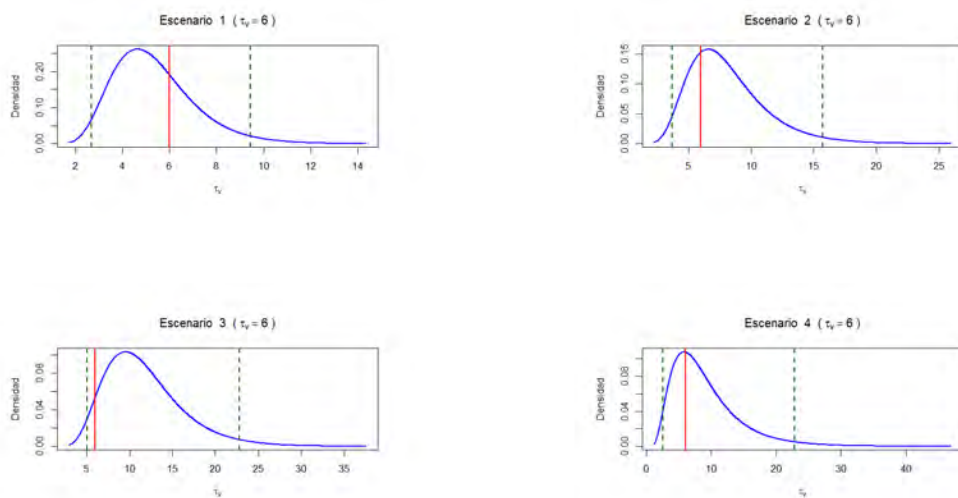 Escenario 1 ( τᵥ = 6 )
Densidad
0.00 0.10 0.20
2 4 6 8 10 12 14
τᵥ
Escenario 2 ( τᵥ = 6 )
Densidad
0.00 0.05 0.10 0.15
5 10 15 20 25
τᵥ
Escenario 3 ( τᵥ = 6 )
Densidad
0.00 0.04 0.08
5 10 15 20 25 30 35
τᵥ
Escenario 4 ( τᵥ = 6 )
Densidad
0.00 0.04 0.08
0 10 20 30 40
τᵥ